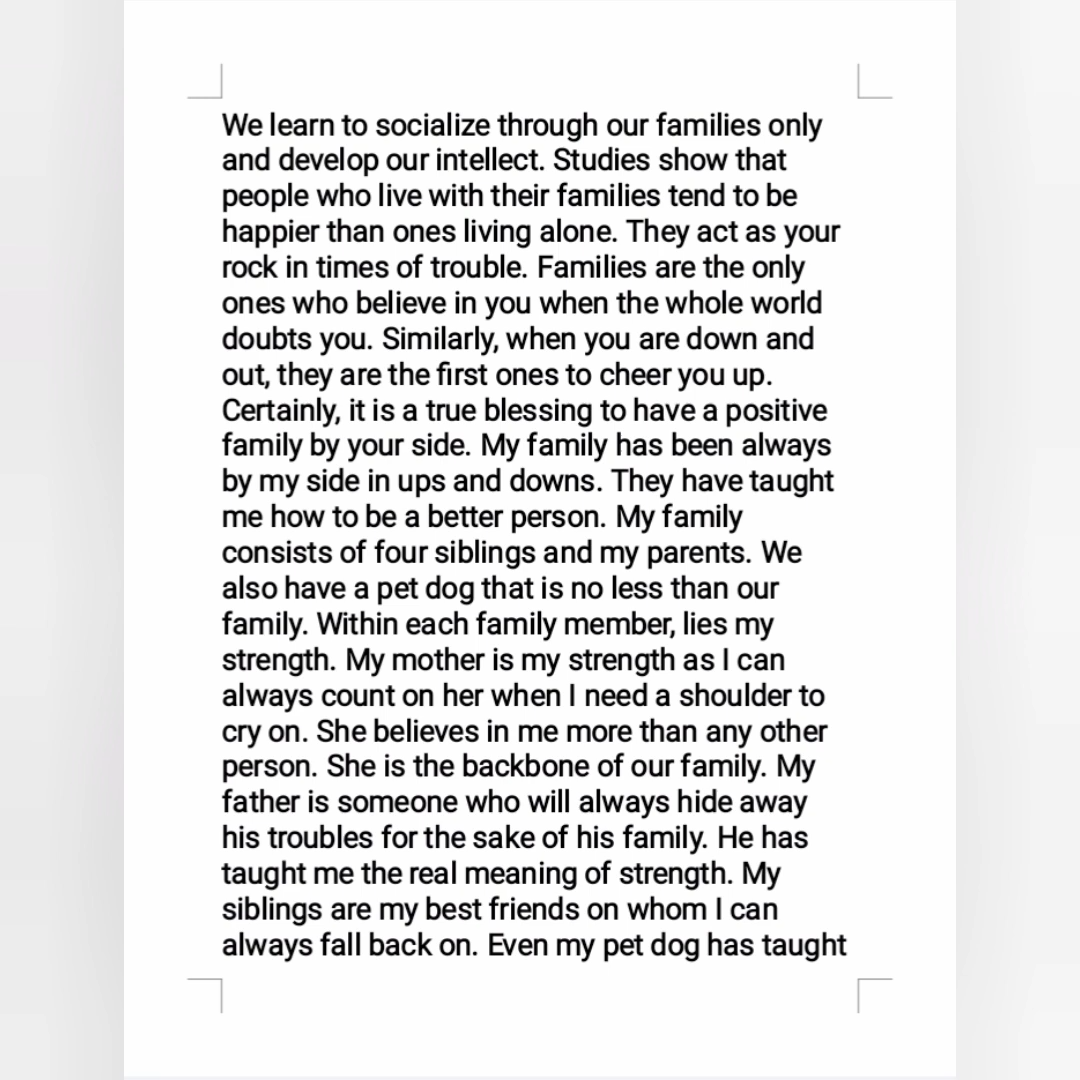 We learn to socialize through our families only
and develop our intellect. Studies show that
people who live with their families tend to be
happier than ones living alone. They act as your
rock in times of trouble. Families are the only
ones who believe in you when the whole world
doubts you. Similarly, when you are down and
out, they are the first ones to cheer you up.
Certainly, it is a true blessing to have a positive
family by your side. My family has been always
by my side in ups and downs. They have taught
me how to be a better person. My family
consists of four siblings and my parents. We
also have a pet dog that is no less than our
family. Within each family member, lies my
strength. My mother is my strength as I can
always count on her when I need a shoulder to
cry on. She believes in me more than any other
person. She is the backbone of our family. My
father is someone who will always hide away
his troubles for the sake of his family. He has
taught me the real meaning of strength. My
siblings are my best friends on whom I can
always fall back on. Even my pet dog has taught